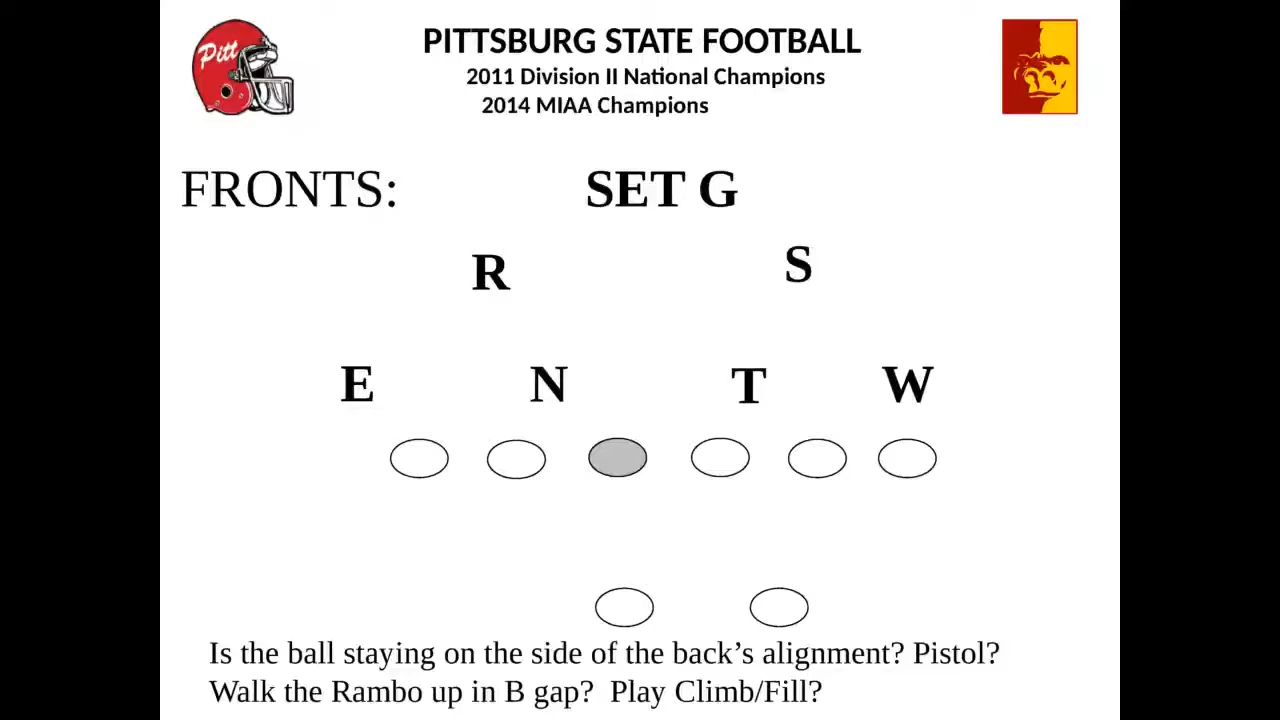 Pitt
PITTSBURG STATE FOOTBALL
2011 Division II National Champions
2014 MIAA Champions
FRONTS: SET G
R S
E N T W
Is the ball staying on the side of the back’s alignment? Pistol?
Walk the Rambo up in B gap? Play Climb/Fill?